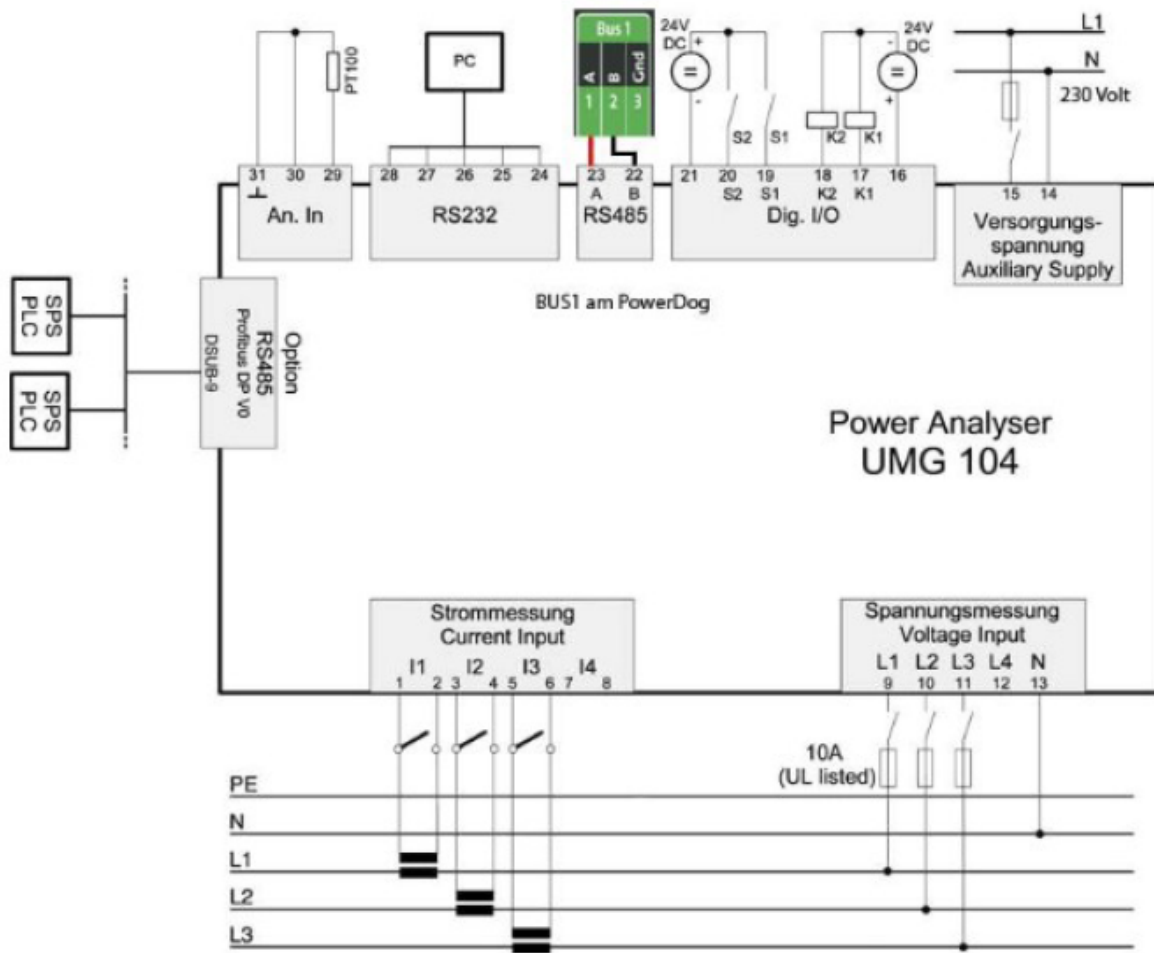 L1
N
230 Volt
24V
DC
+
-
24V
DC
-
+
Bus 1
A
B
Gnd
1
2
3
PC
PT100
S2
S1
K2
K1
31
30
29
An. In
28
27
26
25
24
RS232
23
22
A
B
RS485
21
20
19
18
17
16
S2
S1
K2
K1
Dig. I/O
15
14
Versorgungs-
spannung
Auxiliary Supply
BUS1 am PowerDog
SPS
PLC
SPS
PLC
Option
RS485
Profibus DP V0
DSUB-9
Power Analyser
UMG 104
Strommessung
Current Input
I1
I2
I3
I4
1
2
3
4
5
6
7
8
Spannungsmessung
Voltage Input
L1
L2
L3
L4
N
9
10
11
12
13
10A
(UL listed)
PE
N
L1
L2
L3